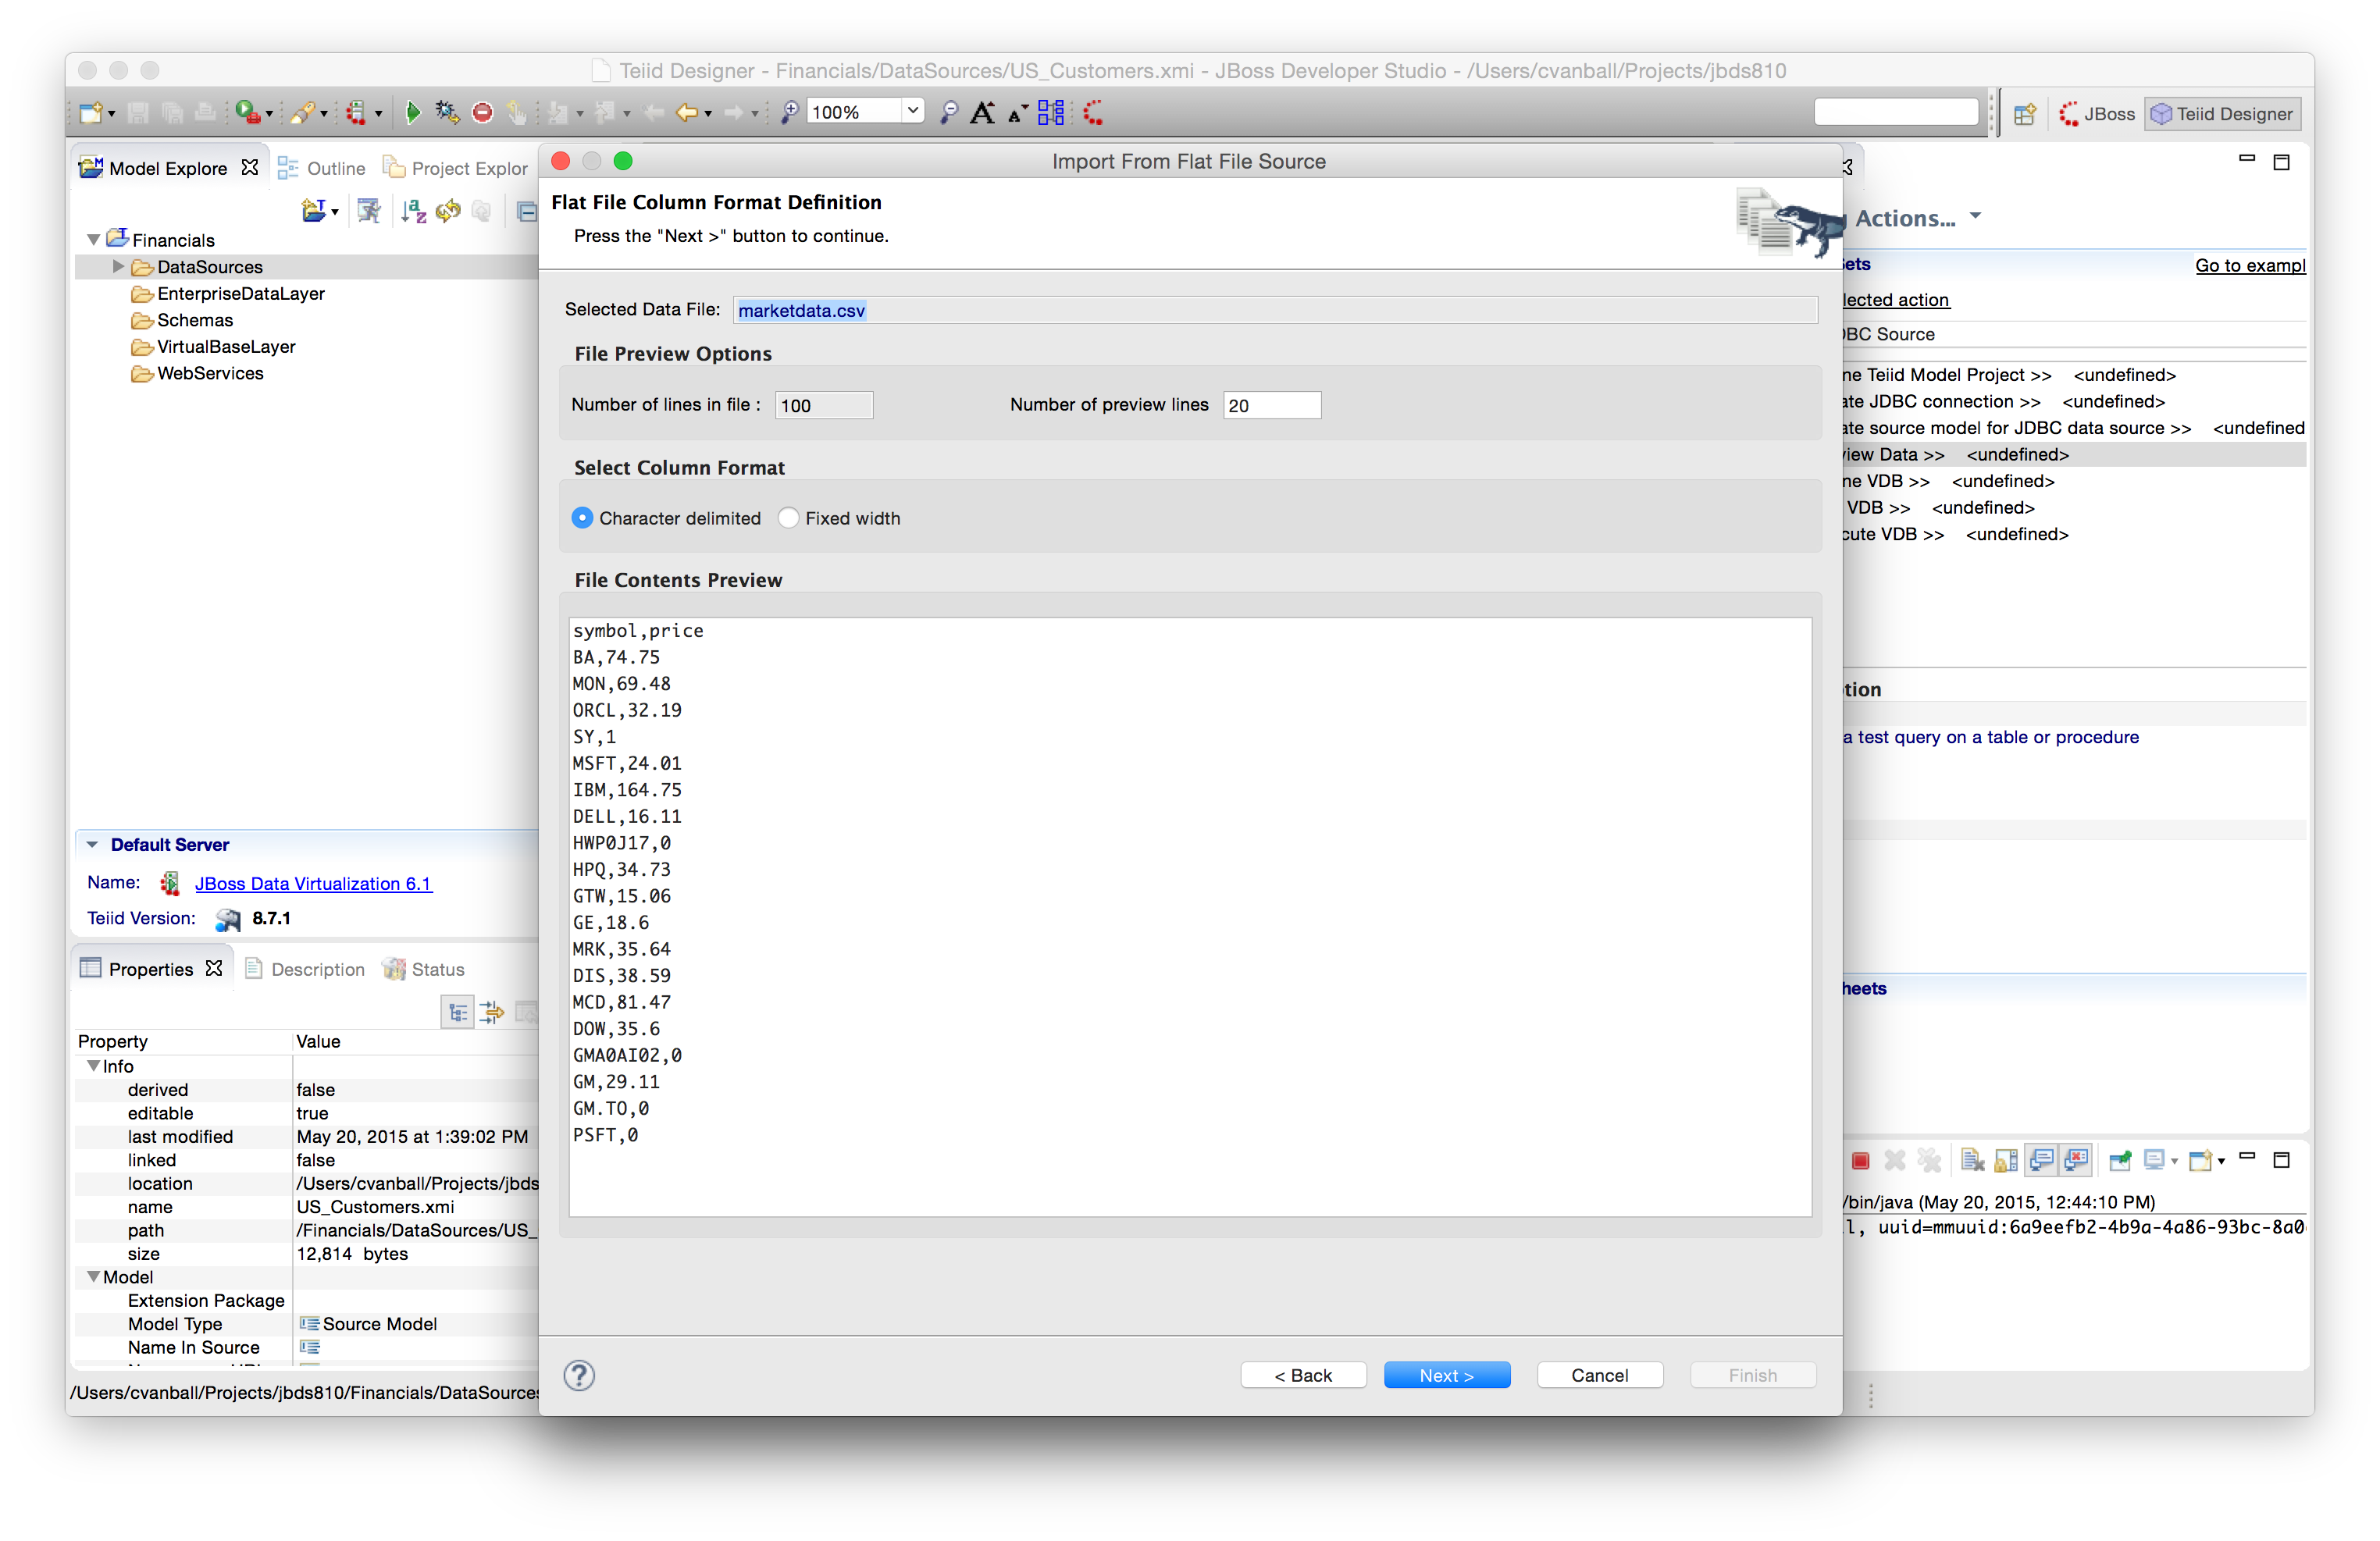 Teiid Designer - Financials/DataSources/US_Customers.xmi - JBoss Developer Studio - /Users/cvanball/Projects/jbds810
100%
JBoss
Teiid Designer
Model Explore
Outline
Project Explor
Financials
DataSources
EnterpriseDataLayer
Schemas
VirtualBaseLayer
WebServices
Default Server
Name: JBoss Data Virtualization 6.1
Teiid Version: 8.7.1
Properties
Description
Status
Property Value
Info
derived false
editable true
last modified May 20, 2015 at 1:39:02 PM
linked false
location /Users/cvanball/Projects/jbds
name US_Customers.xmi
path /Financials/DataSources/US_
size 12,814 bytes
Model
Extension Package
Model Type Source Model
Name In Source
/Users/cvanball/Projects/jbds810/Financials/DataSources
Import From Flat File Source
Flat File Column Format Definition
Press the "Next >" button to continue.
Selected Data File: marketdata.csv
File Preview Options
Number of lines in file : 100
Number of preview lines 20
Select Column Format
Character delimited
Fixed width
File Contents Preview
symbol,price
BA,74.75
MON,69.48
ORCL,32.19
SY,1
MSFT,24.01
IBM,164.75
DELL,16.11
HWP0J17,0
HPQ,34.73
GTW,15.06
GE,18.6
MRK,35.64
DIS,38.59
MCD,81.47
DOW,35.6
GMA0AI02,0
GM,29.11
GM.TO,0
PSFT,0
?
< Back
Next >
Cancel
Finish
Actions...
ets
Go to exampl
lected action
BC Source
ne Teiid Model Project >> <undefined>
ate JDBC connection >> <undefined>
ate source model for JDBC data source >> <undefined
view Data >> <undefined>
ne VDB >> <undefined>
VDB >> <undefined>
cute VDB >> <undefined>
tion
a test query on a table or procedure
heets
/bin/java (May 20, 2015, 12:44:10 PM)
l, uuid=mmuuid:6a9eefb2-4b9a-4a86-93bc-8a0